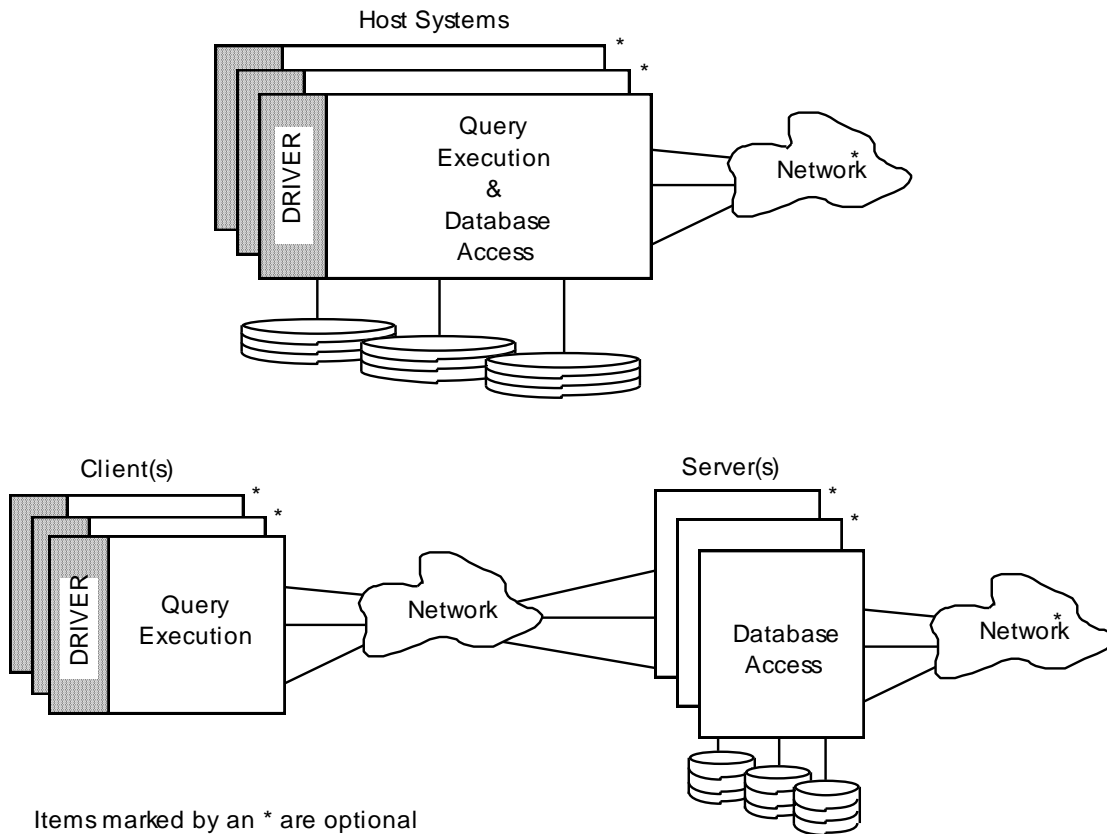 Host Systems
*
*
DRIVER
Query
Execution
&
Database
Access
Network*
Client(s)
*
*
DRIVER
Query
Execution
Network
Server(s)
*
*
Database
Access
Network*
Items marked by an * are optional